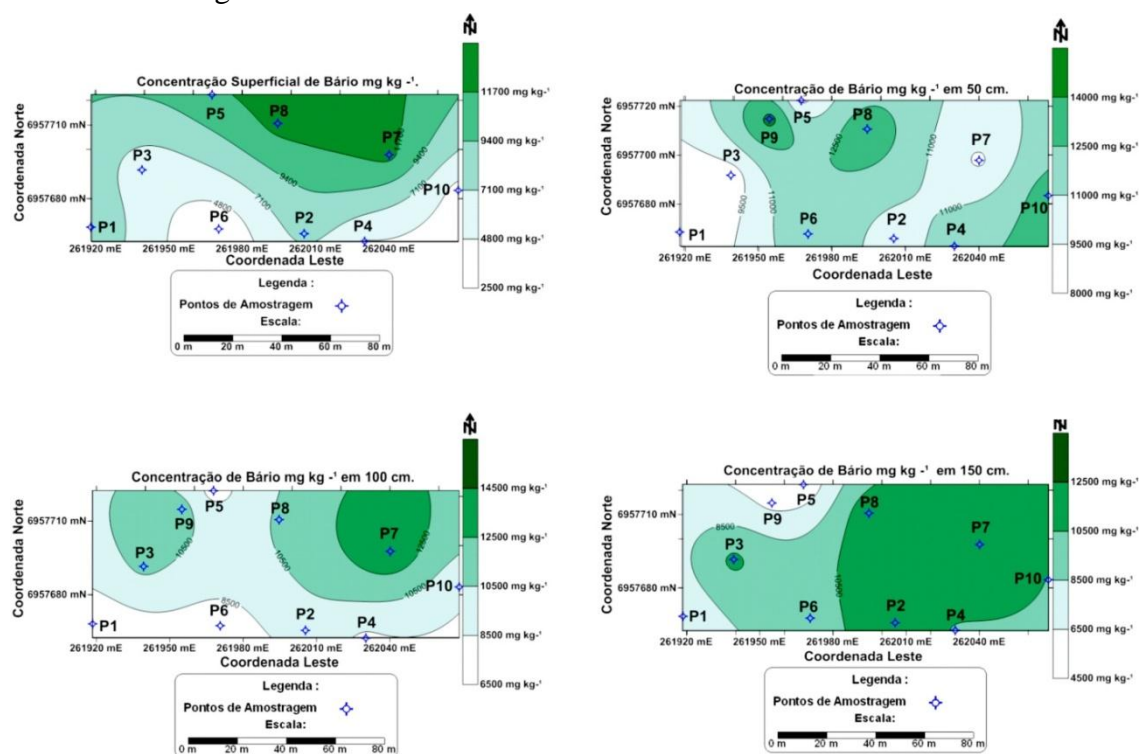 N
Concentração Superficial de Bário mg kg -¹.
Coordenada Norte
6957710 mN
6957680 mN
P5
P8
P7
P3
P10
P1
P6
P2
P4
4800
7100
9400
9400
7100
11700
261920 mE
261950 mE
261980 mE
262010 mE
262040 mE
Coordenada Leste
11700 mg kg-¹
9400 mg kg-¹
7100 mg kg-¹
4800 mg kg-¹
2500 mg kg-¹
Legenda :
Pontos de Amostragem
Escala:
0 m 20 m 40 m 60 m 80 m
N
Concentração de Bário mg kg -¹ em 50 cm.
Coordenada Norte
6957720 mN
6957700 mN
6957680 mN
P5
P9
P8
P7
P3
P10
P1
P6
P2
P4
12500
11000
9500
11000
11000
261920 mE
261950 mE
261980 mE
262010 mE
262040 mE
Coordenada Leste
14000 mg kg-¹
12500 mg kg-¹
11000 mg kg-¹
9500 mg kg-¹
8000 mg kg-¹
Legenda :
Pontos de Amostragem
Escala:
0 m 20 m 40 m 60 m 80 m
N
Concentração de Bário mg kg -¹ em 100 cm.
Coordenada Norte
6957710 mN
6957680 mN
P5
P9
P8
P7
P3
P10
P1
P6
P2
P4
10500
10500
12500
10500
8500
261920 mE
261950 mE
261980 mE
262010 mE
262040 mE
Coordenada Leste
14500 mg kg-¹
12500 mg kg-¹
10500 mg kg-¹
8500 mg kg-¹
6500 mg kg-¹
Legenda :
Pontos de Amostragem
Escala:
0 m 20 m 40 m 60 m 80 m
Concentração de Bário mg kg -¹ em 150 cm.
Coordenada Norte
6957710 mN
6957680 mN
P5
P9
P8
P7
P3
P10
P1
P6
P2
P4
8500
10500
261920 mE
261950 mE
261980 mE
262010 mE
262040 mE
Coordenada Leste
12500 mg kg-¹
10500 mg kg-¹
8500 mg kg-¹
6500 mg kg-¹
4500 mg kg-¹
Legenda :
Pontos de Amostragem
Escala:
0 m 20 m 40 m 60 m 80 m